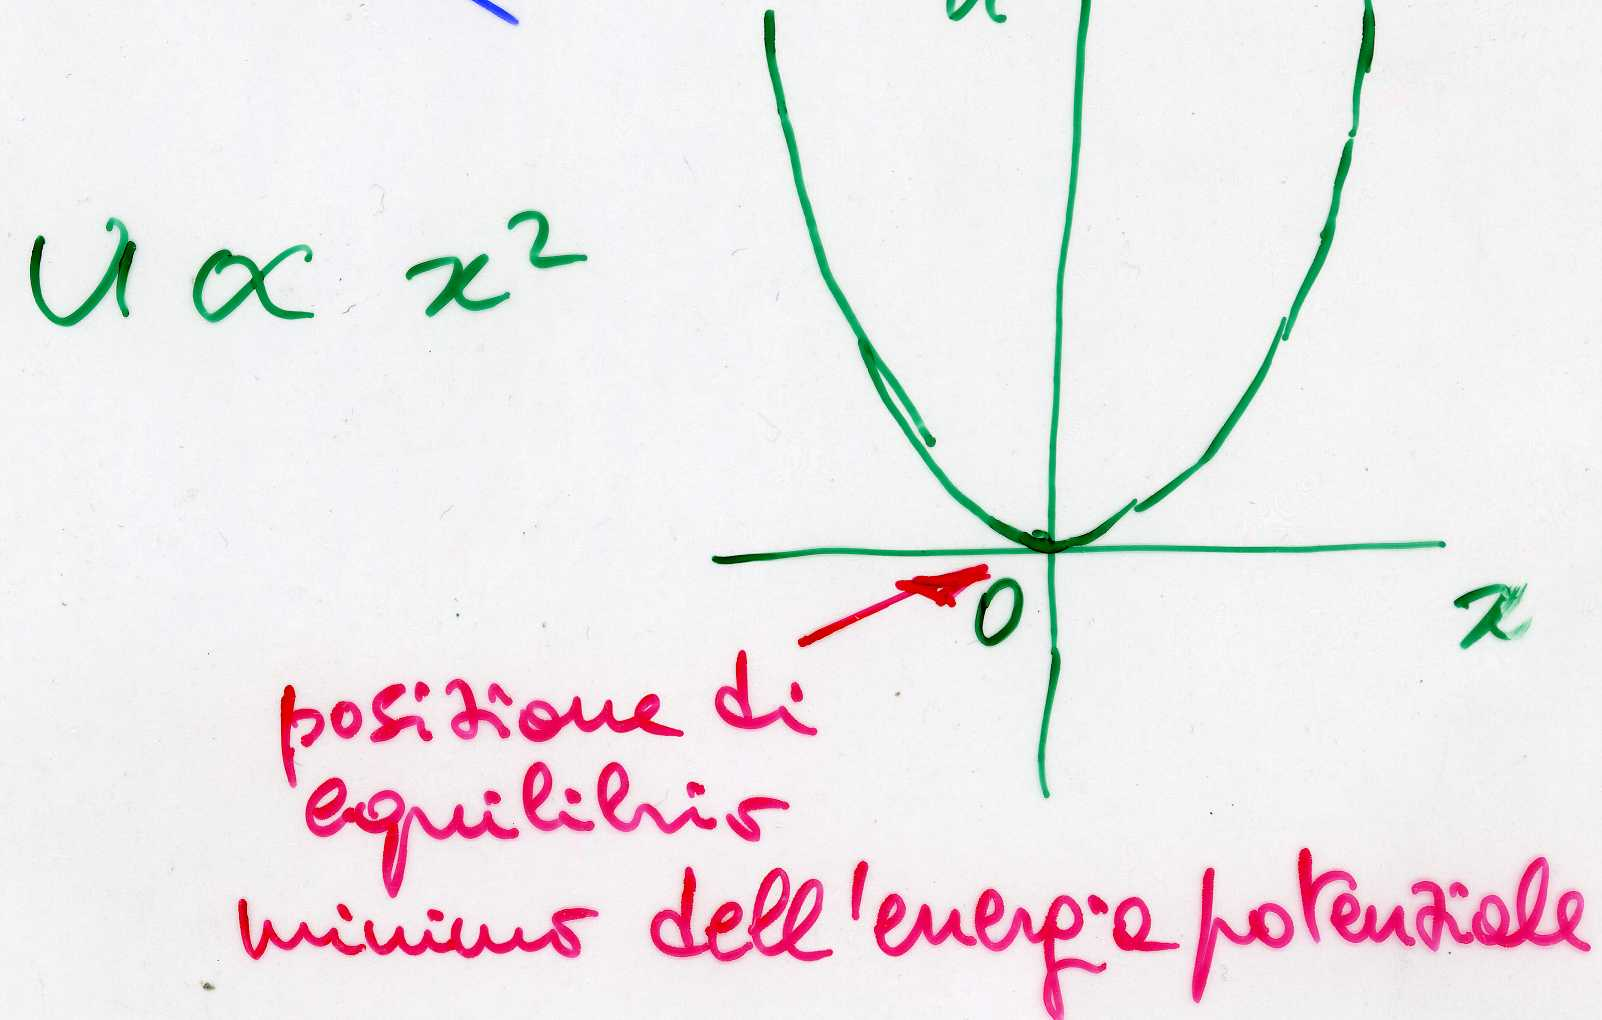 U ∝ x²
0
x
posizione di
equilibrio
minimo dell'energia potenziale